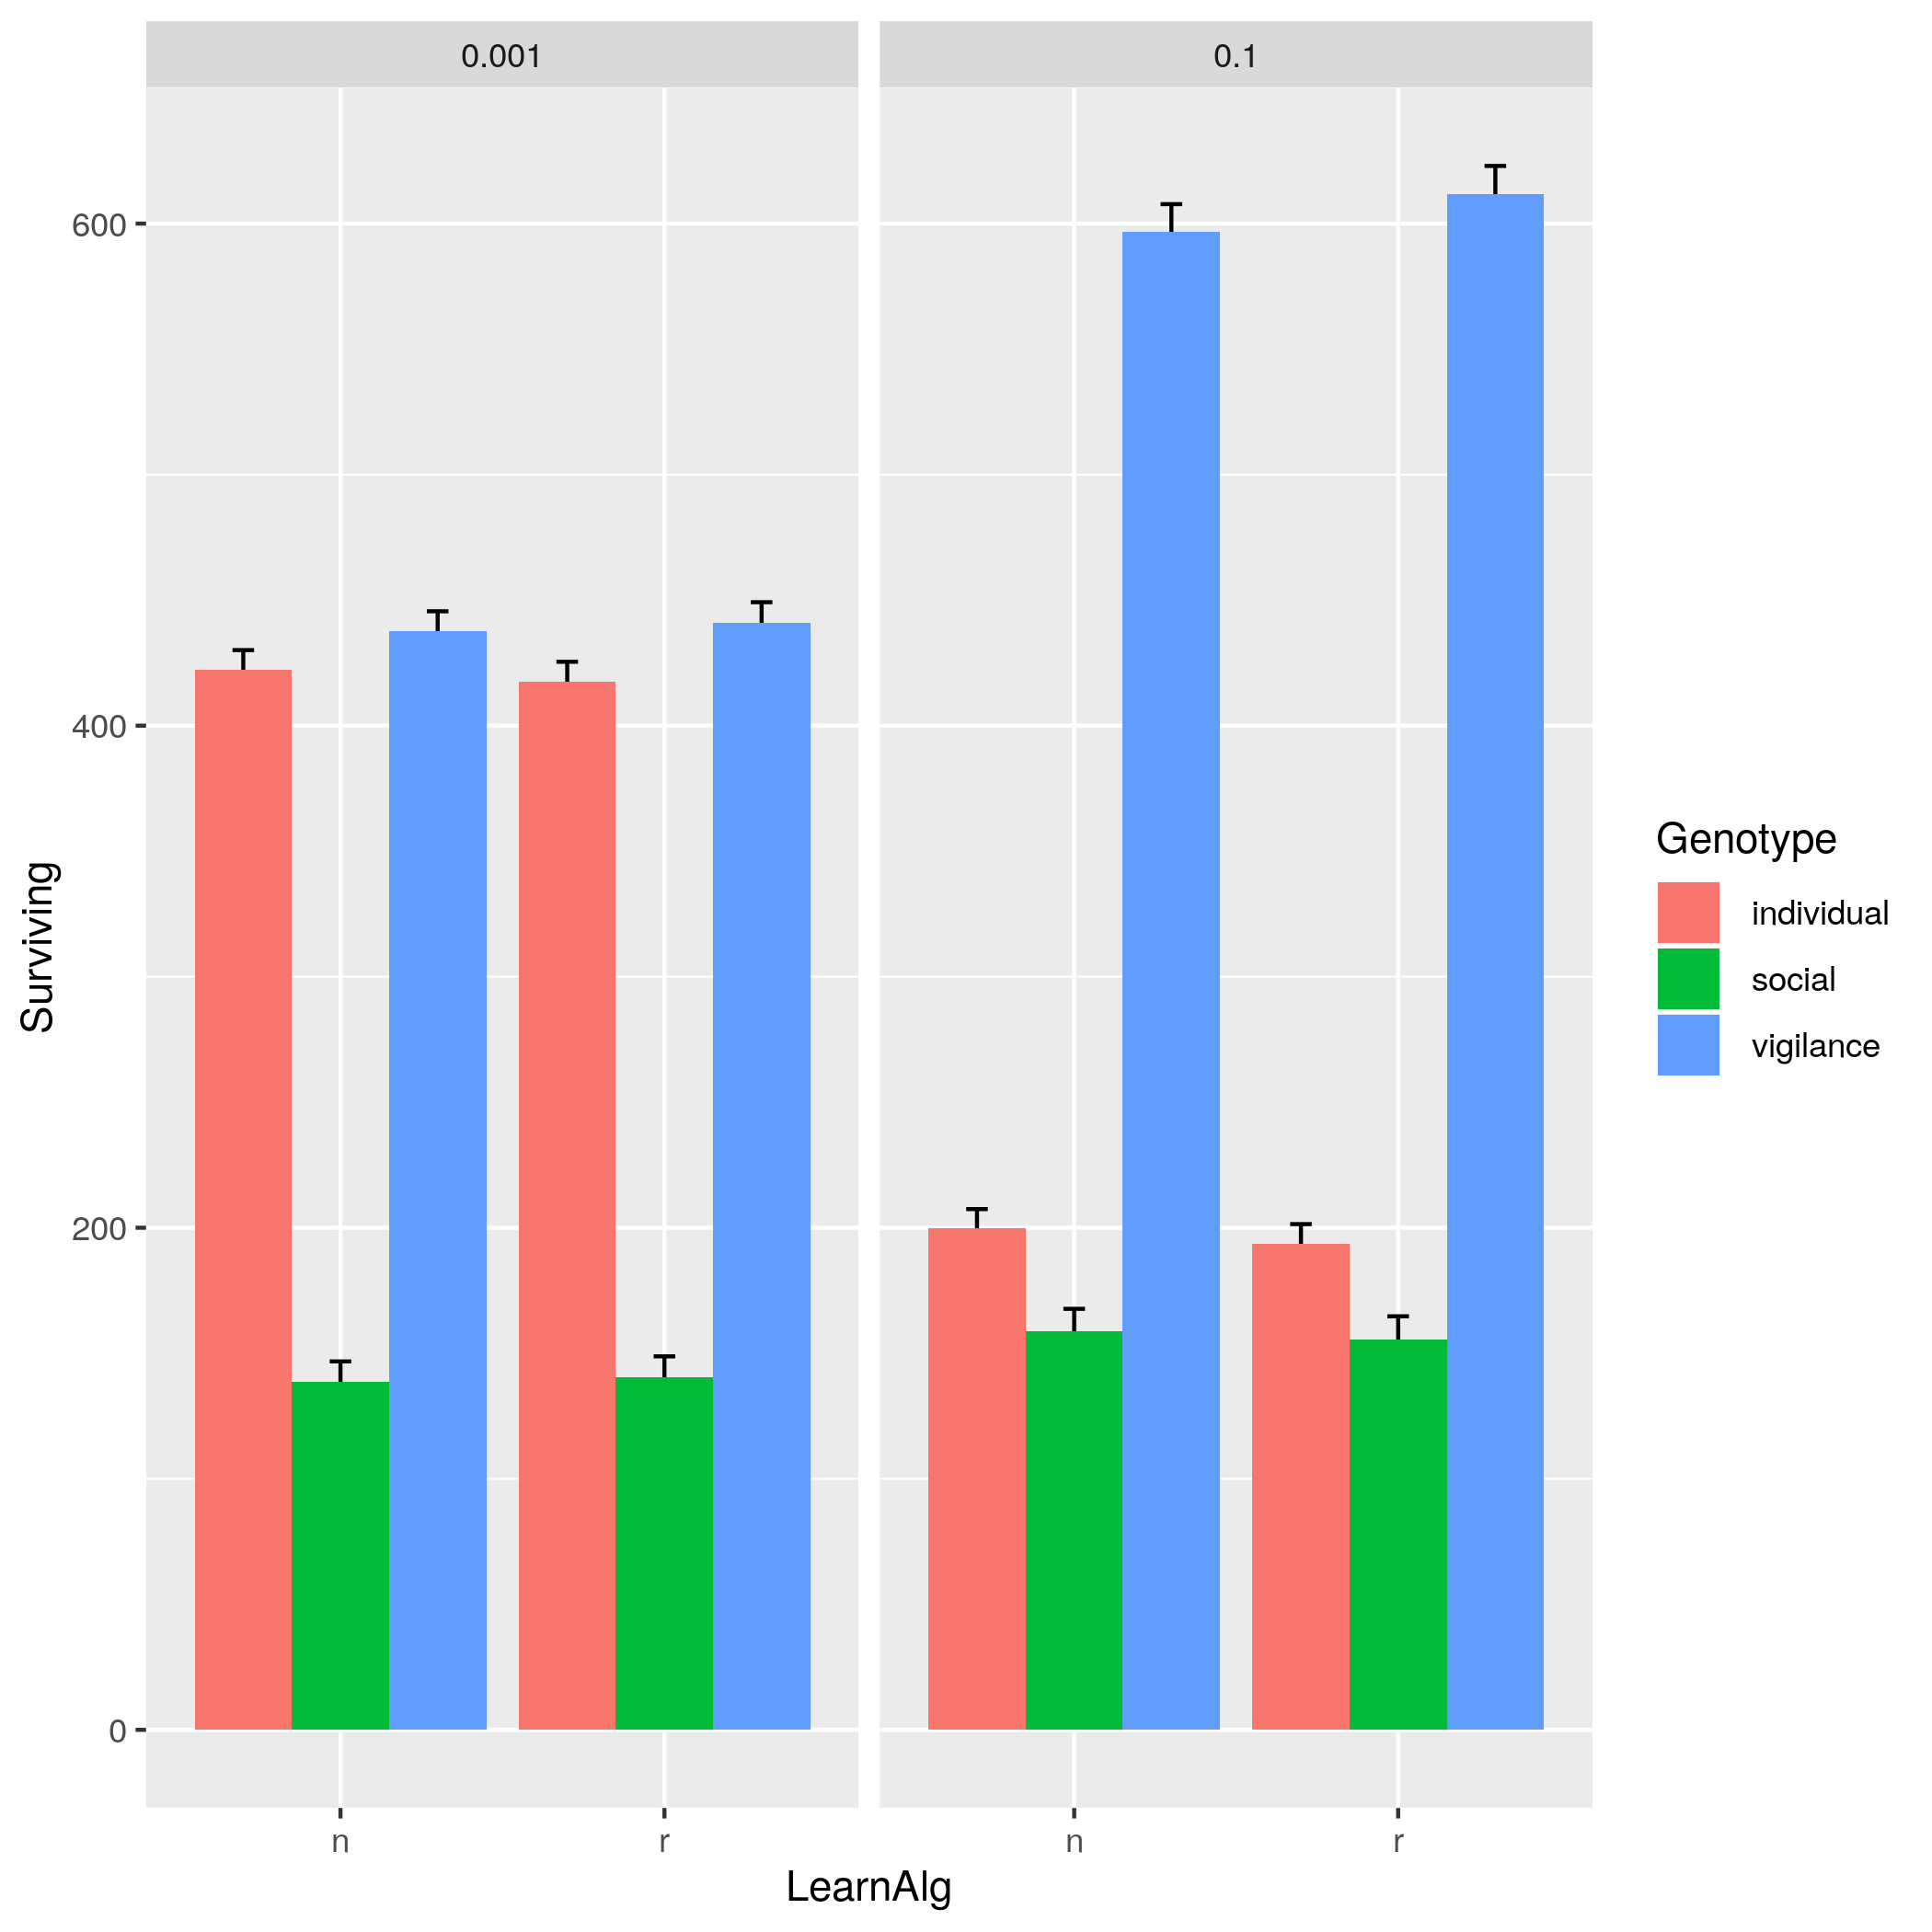 0.001
0.1
600
400
200
0
Surviving
n
r
n
r
LearnAlg
Genotype
individual
social
vigilance